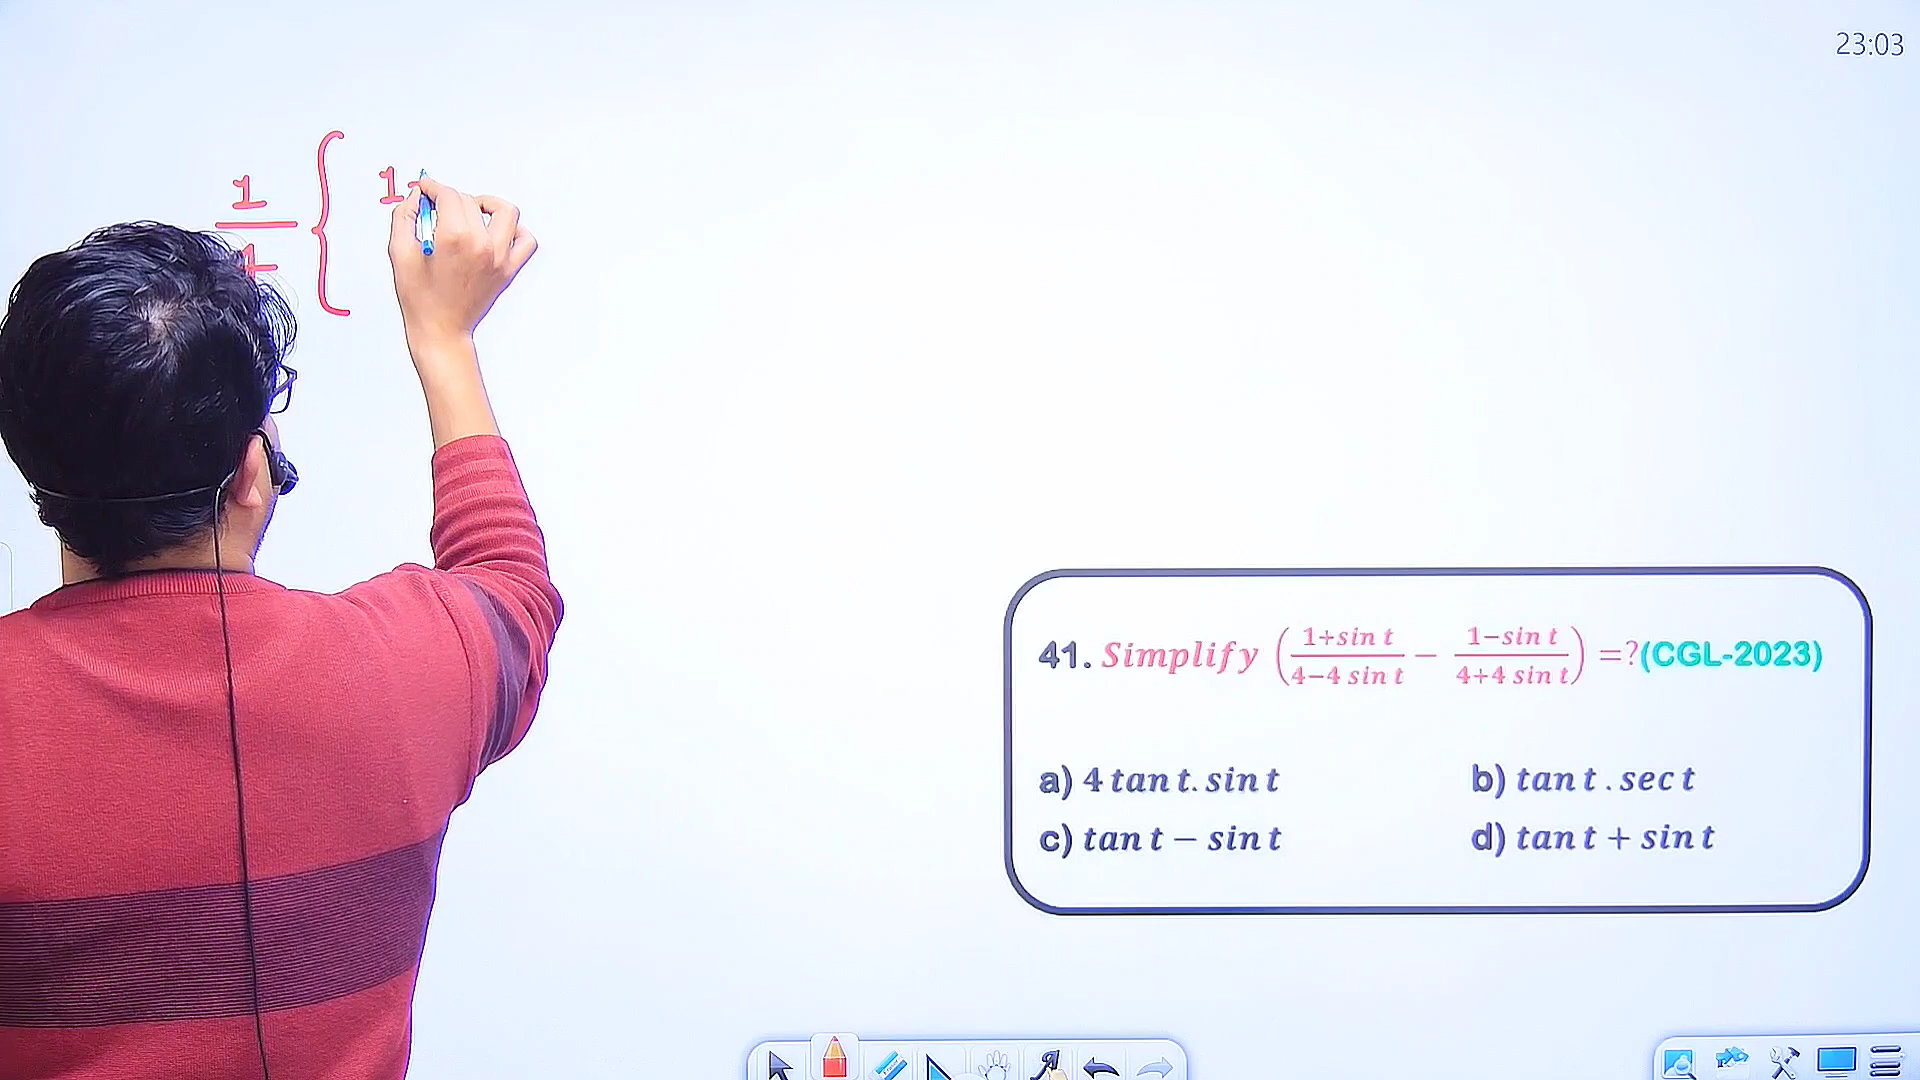 23:03
1
4
{ 1+
41. Simplify (1+sin t/4−4 sin t − 1−sin t/4+4 sin t) =?(CGL-2023)
a) 4 tan t. sin t b) tan t . sec t
c) tan t − sin t d) tan t + sin t